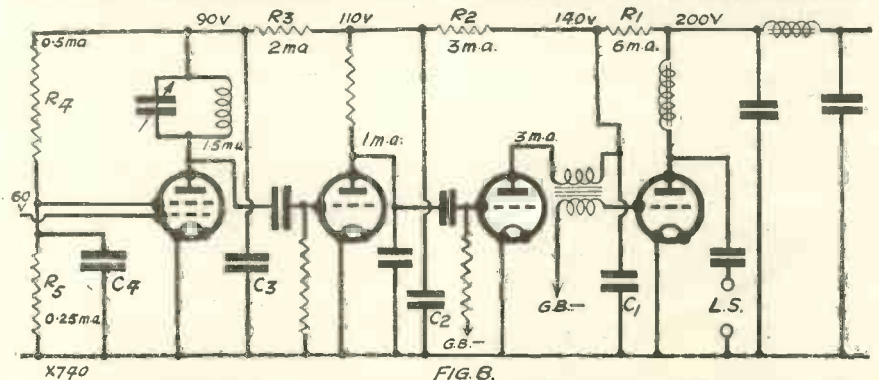 90V R3 110V R2 140V R1 200V
0.5ma 2ma 3m.a. 6m.a.
R4
1.5ma
1m.a.
3m.a.
60
V
R5
C4
C3
C2
G.B.—
C1
L.S.
0.25ma
G.B.—
X740
FIG.8.